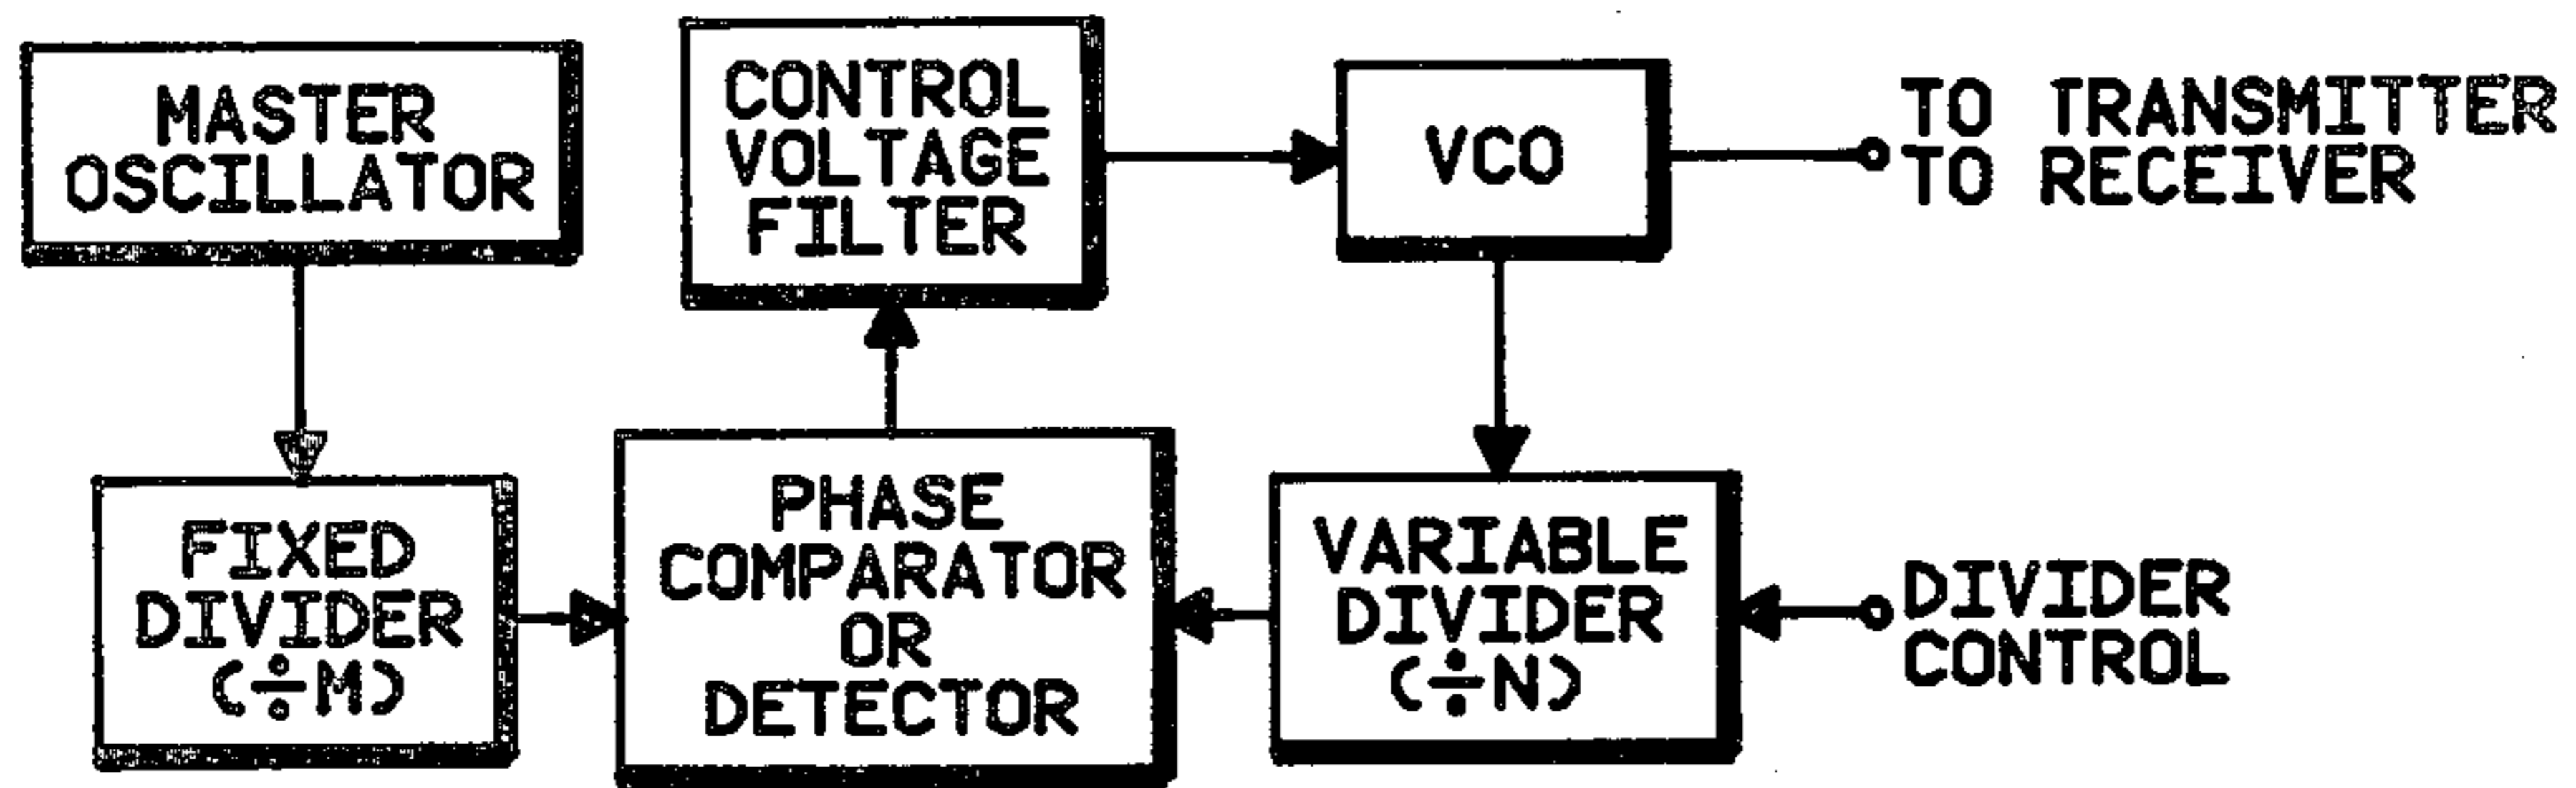 MASTER
OSCILLATOR
CONTROL
VOLTAGE
FILTER
VCO
TO TRANSMITTER
TO RECEIVER
FIXED
DIVIDER
(÷M)
PHASE
COMPARATOR
OR
DETECTOR
VARIABLE
DIVIDER
(÷N)
DIVIDER
CONTROL